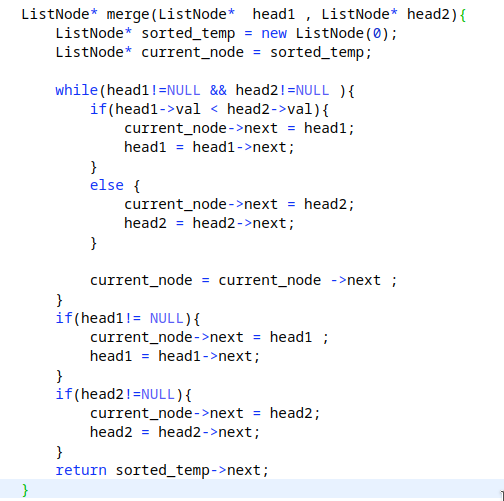 ListNode* merge(ListNode*  head1 , ListNode* head2){
    ListNode* sorted_temp = new ListNode(0);
    ListNode* current_node = sorted_temp;

    while(head1!=NULL && head2!=NULL ){
        if(head1->val < head2->val){
            current_node->next = head1;
            head1 = head1->next;
        }
        else {
            current_node->next = head2;
            head2 = head2->next;
        }

        current_node = current_node ->next ;
    }
    if(head1!= NULL){
        current_node->next = head1 ;
        head1 = head1->next;
    }
    if(head2!=NULL){
        current_node->next = head2;
        head2 = head2->next;
    }
    return sorted_temp->next;
}